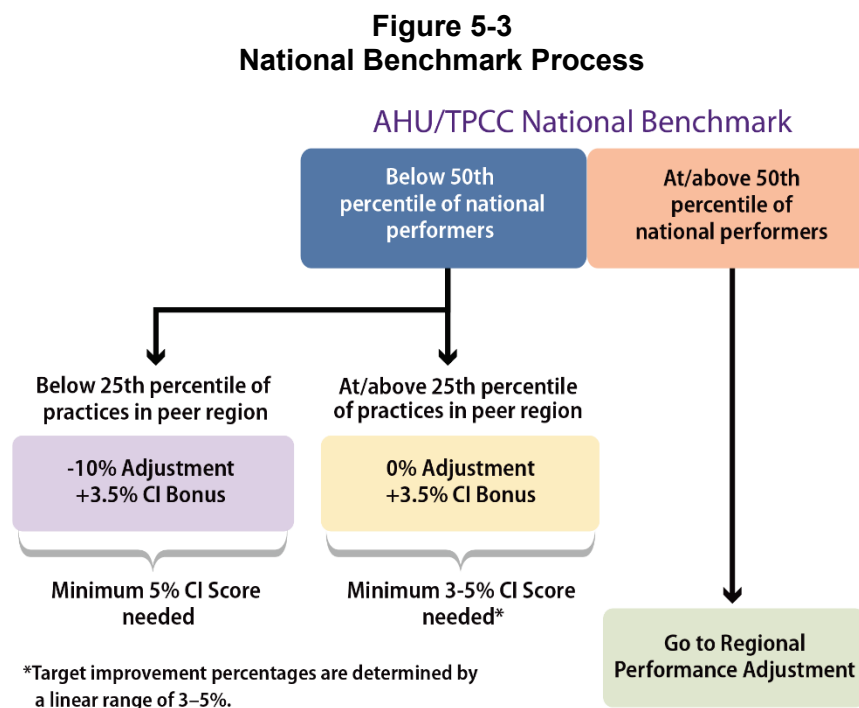 Figure 5-3
National Benchmark Process
AHU/TPCC National Benchmark
Below 50th
percentile of national
performers
At/above 50th
percentile of
national performers
Below 25th percentile of
practices in peer region
At/above 25th percentile
of practices in peer region
-10% Adjustment
+3.5% CI Bonus
0% Adjustment
+3.5% CI Bonus
Minimum 5% CI Score
needed
Minimum 3-5% CI Score
needed*
Go to Regional
Performance Adjustment
*Target improvement percentages are determined by
a linear range of 3–5%.